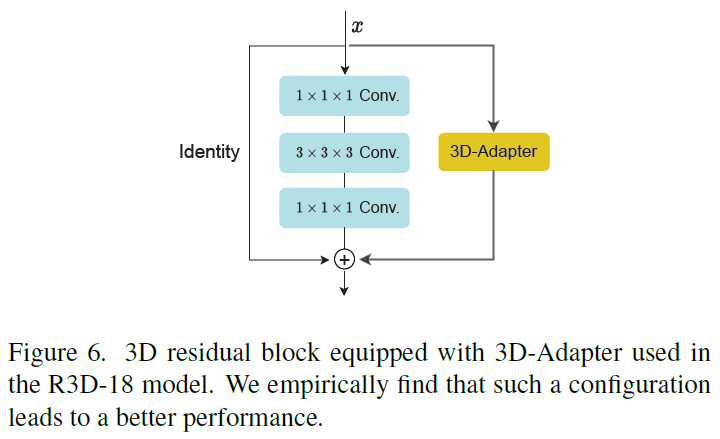 x
1 × 1 × 1 Conv.
Identity
3 × 3 × 3 Conv.
3D-Adapter
1 × 1 × 1 Conv.
+
Figure 6. 3D residual block equipped with 3D-Adapter used in
the R3D-18 model. We empirically find that such a configuration
leads to a better performance.